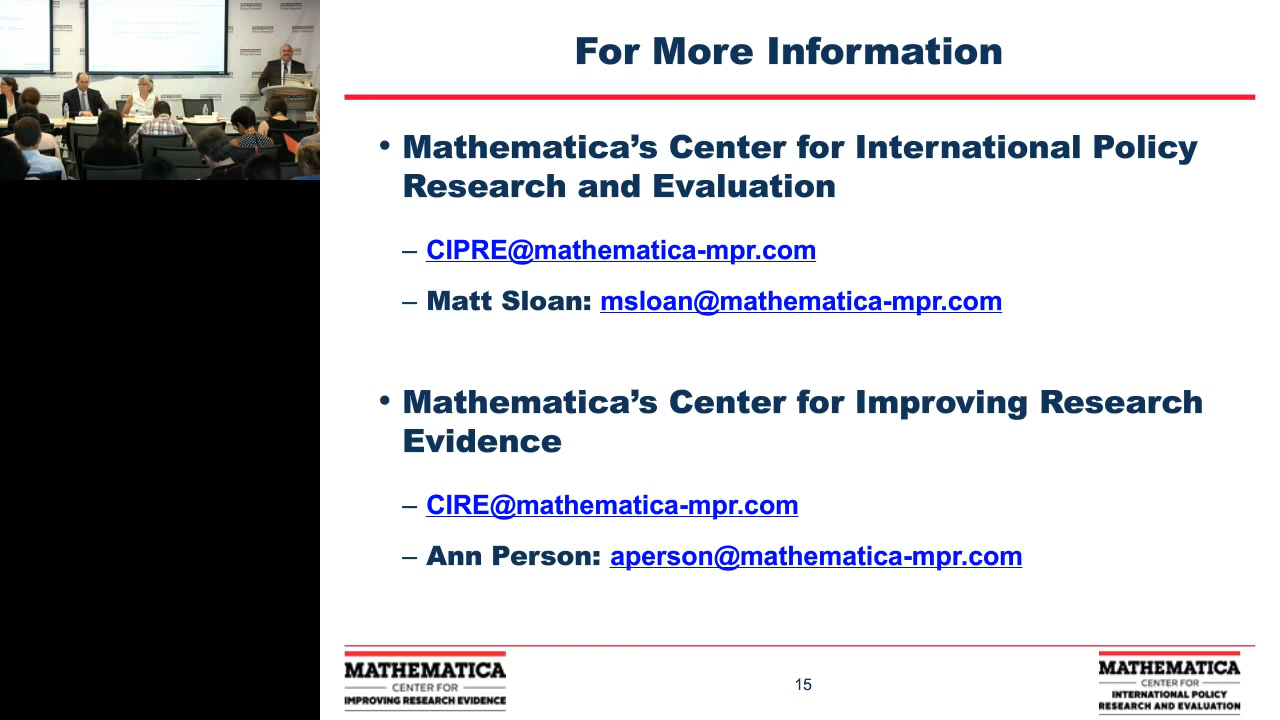 For More Information
• Mathematica’s Center for International Policy
Research and Evaluation
– CIPRE@mathematica-mpr.com
– Matt Sloan: msloan@mathematica-mpr.com
• Mathematica’s Center for Improving Research
Evidence
– CIRE@mathematica-mpr.com
– Ann Person: aperson@mathematica-mpr.com
MATHEMATICA
CENTER FOR
IMPROVING RESEARCH EVIDENCE
15
MATHEMATICA
CENTER FOR
INTERNATIONAL POLICY
RESEARCH AND EVALUATION